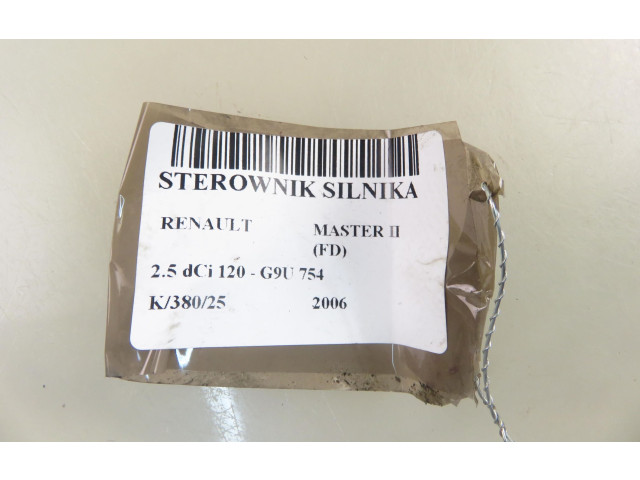 STEROWNIK SILNIKA
RENAULT MASTER II
(FD)
2.5 dCi 120 - G9U 754
K/380/25 2006